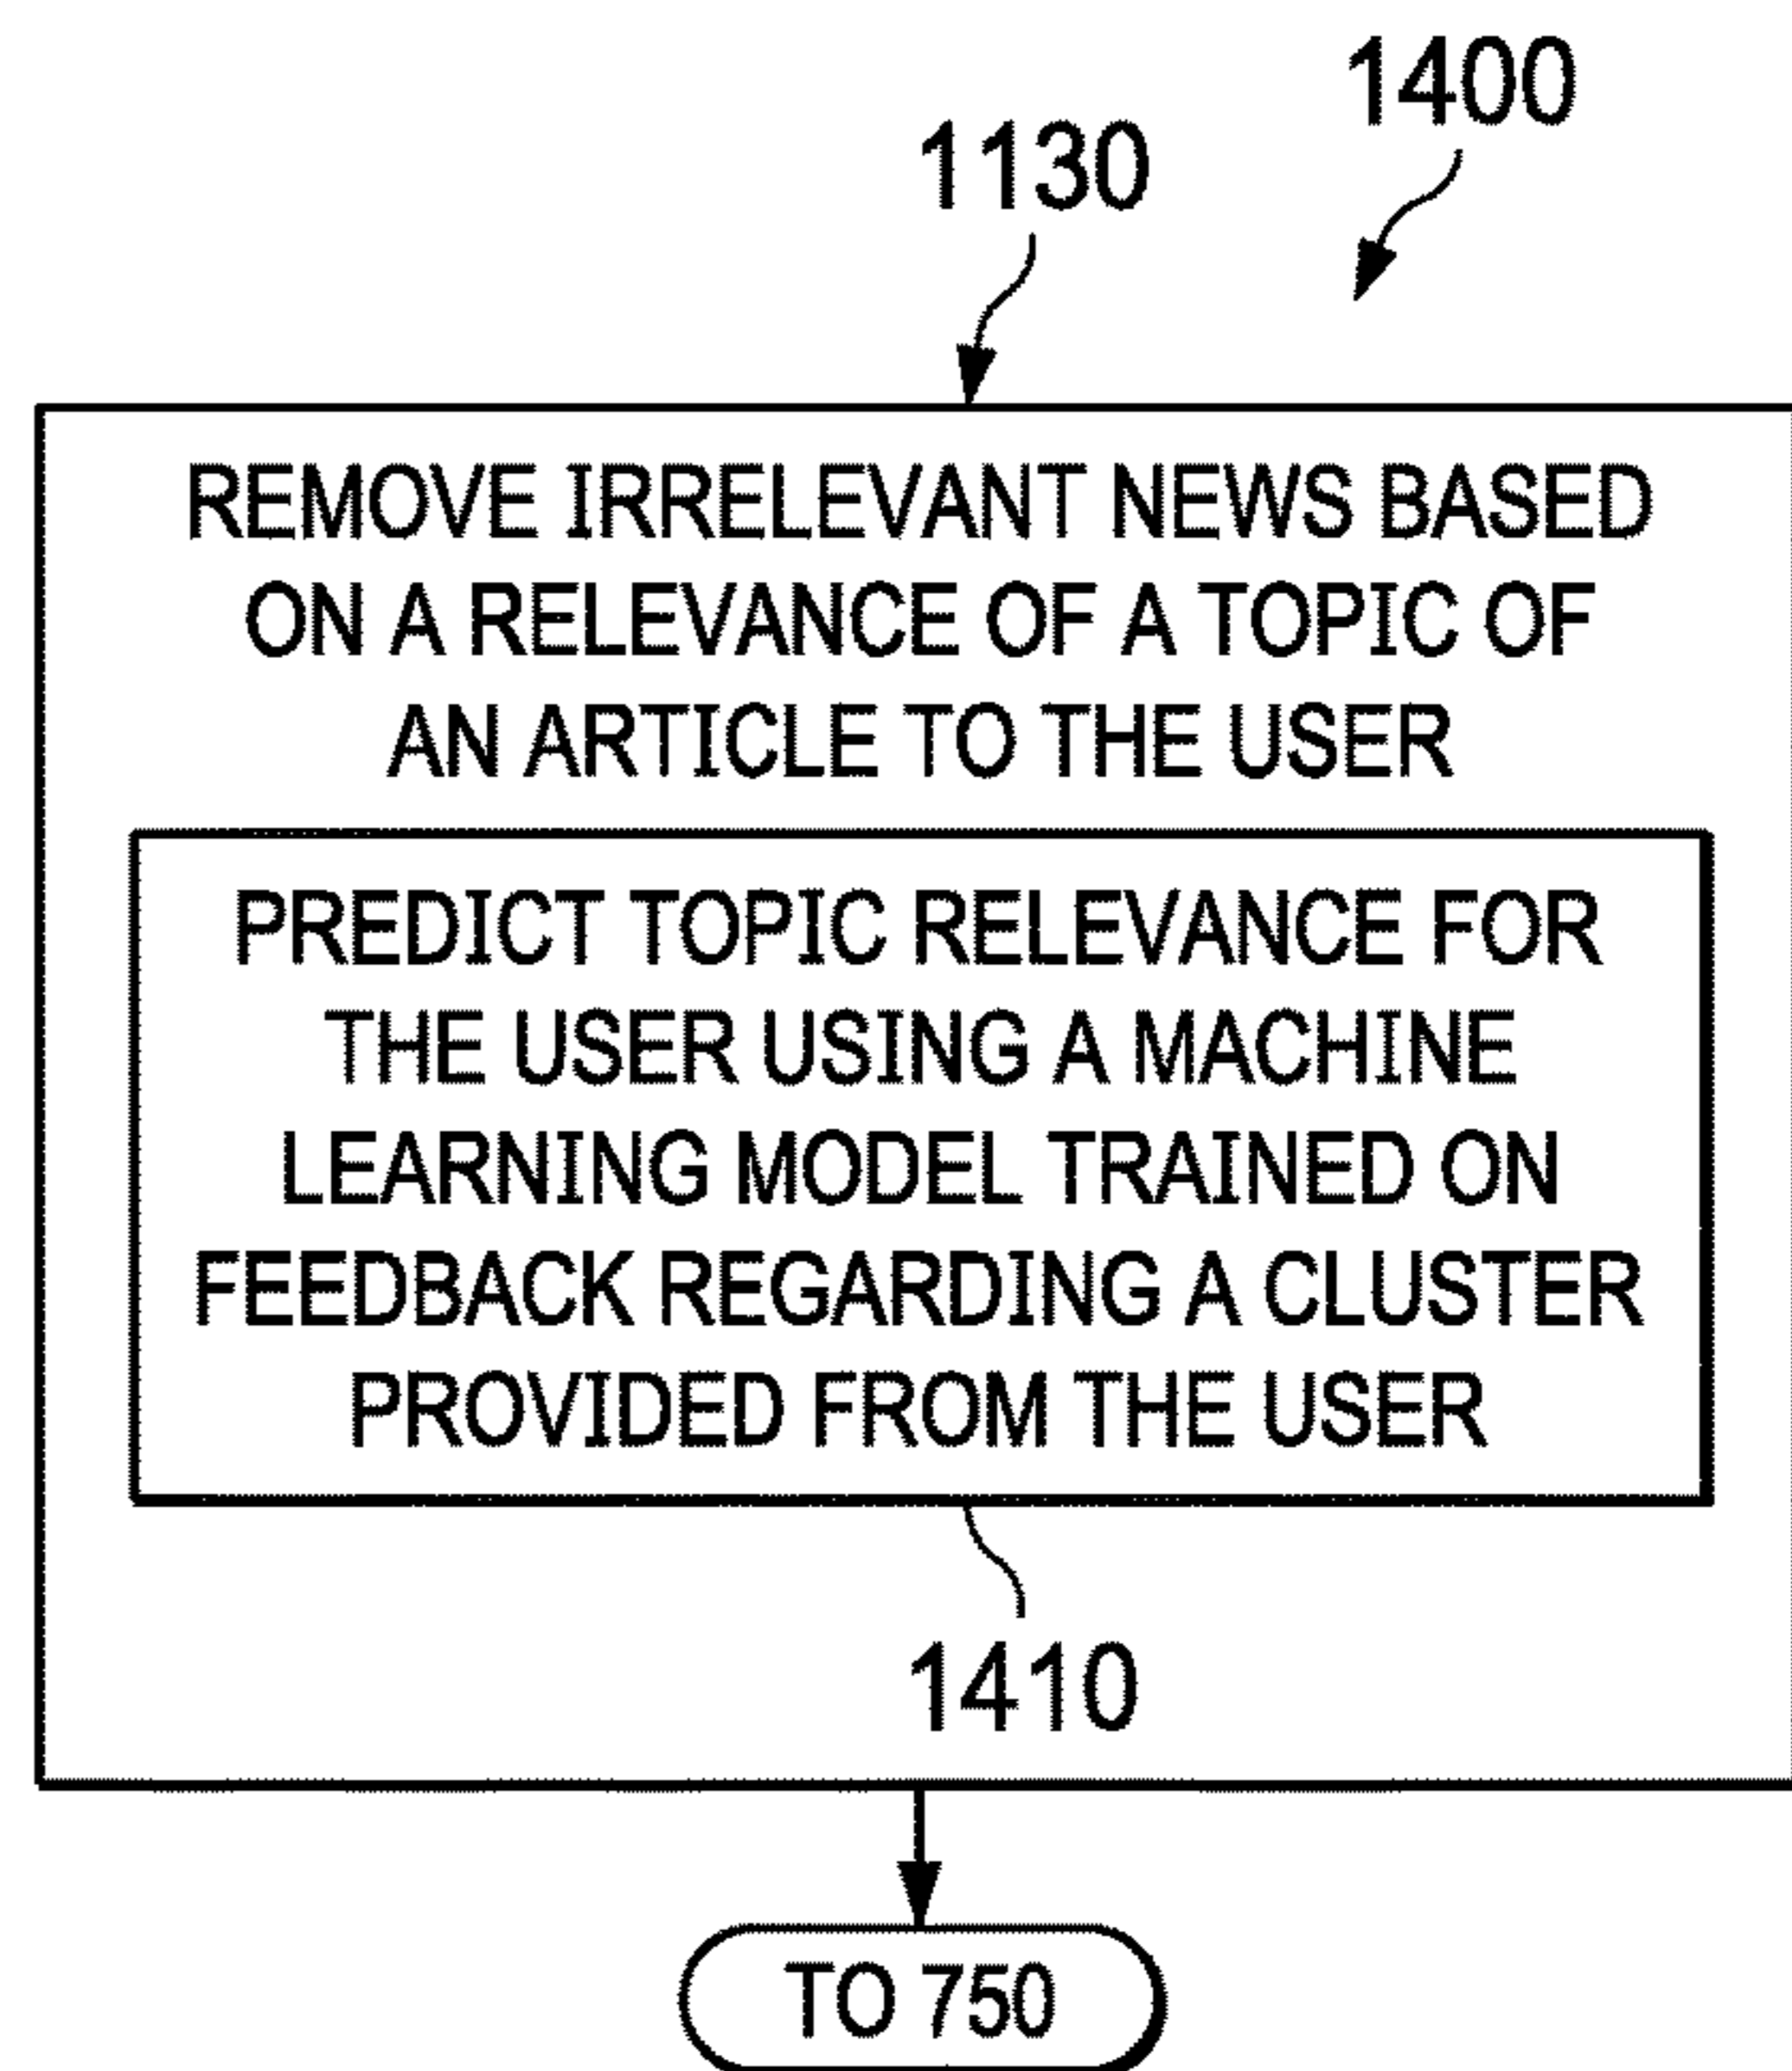 1400
1130
REMOVE IRRELEVANT NEWS BASED
ON A RELEVANCE OF A TOPIC OF
AN ARTICLE TO THE USER
PREDICT TOPIC RELEVANCE FOR
THE USER USING A MACHINE
LEARNING MODEL TRAINED ON
FEEDBACK REGARDING A CLUSTER
PROVIDED FROM THE USER
1410
TO 750